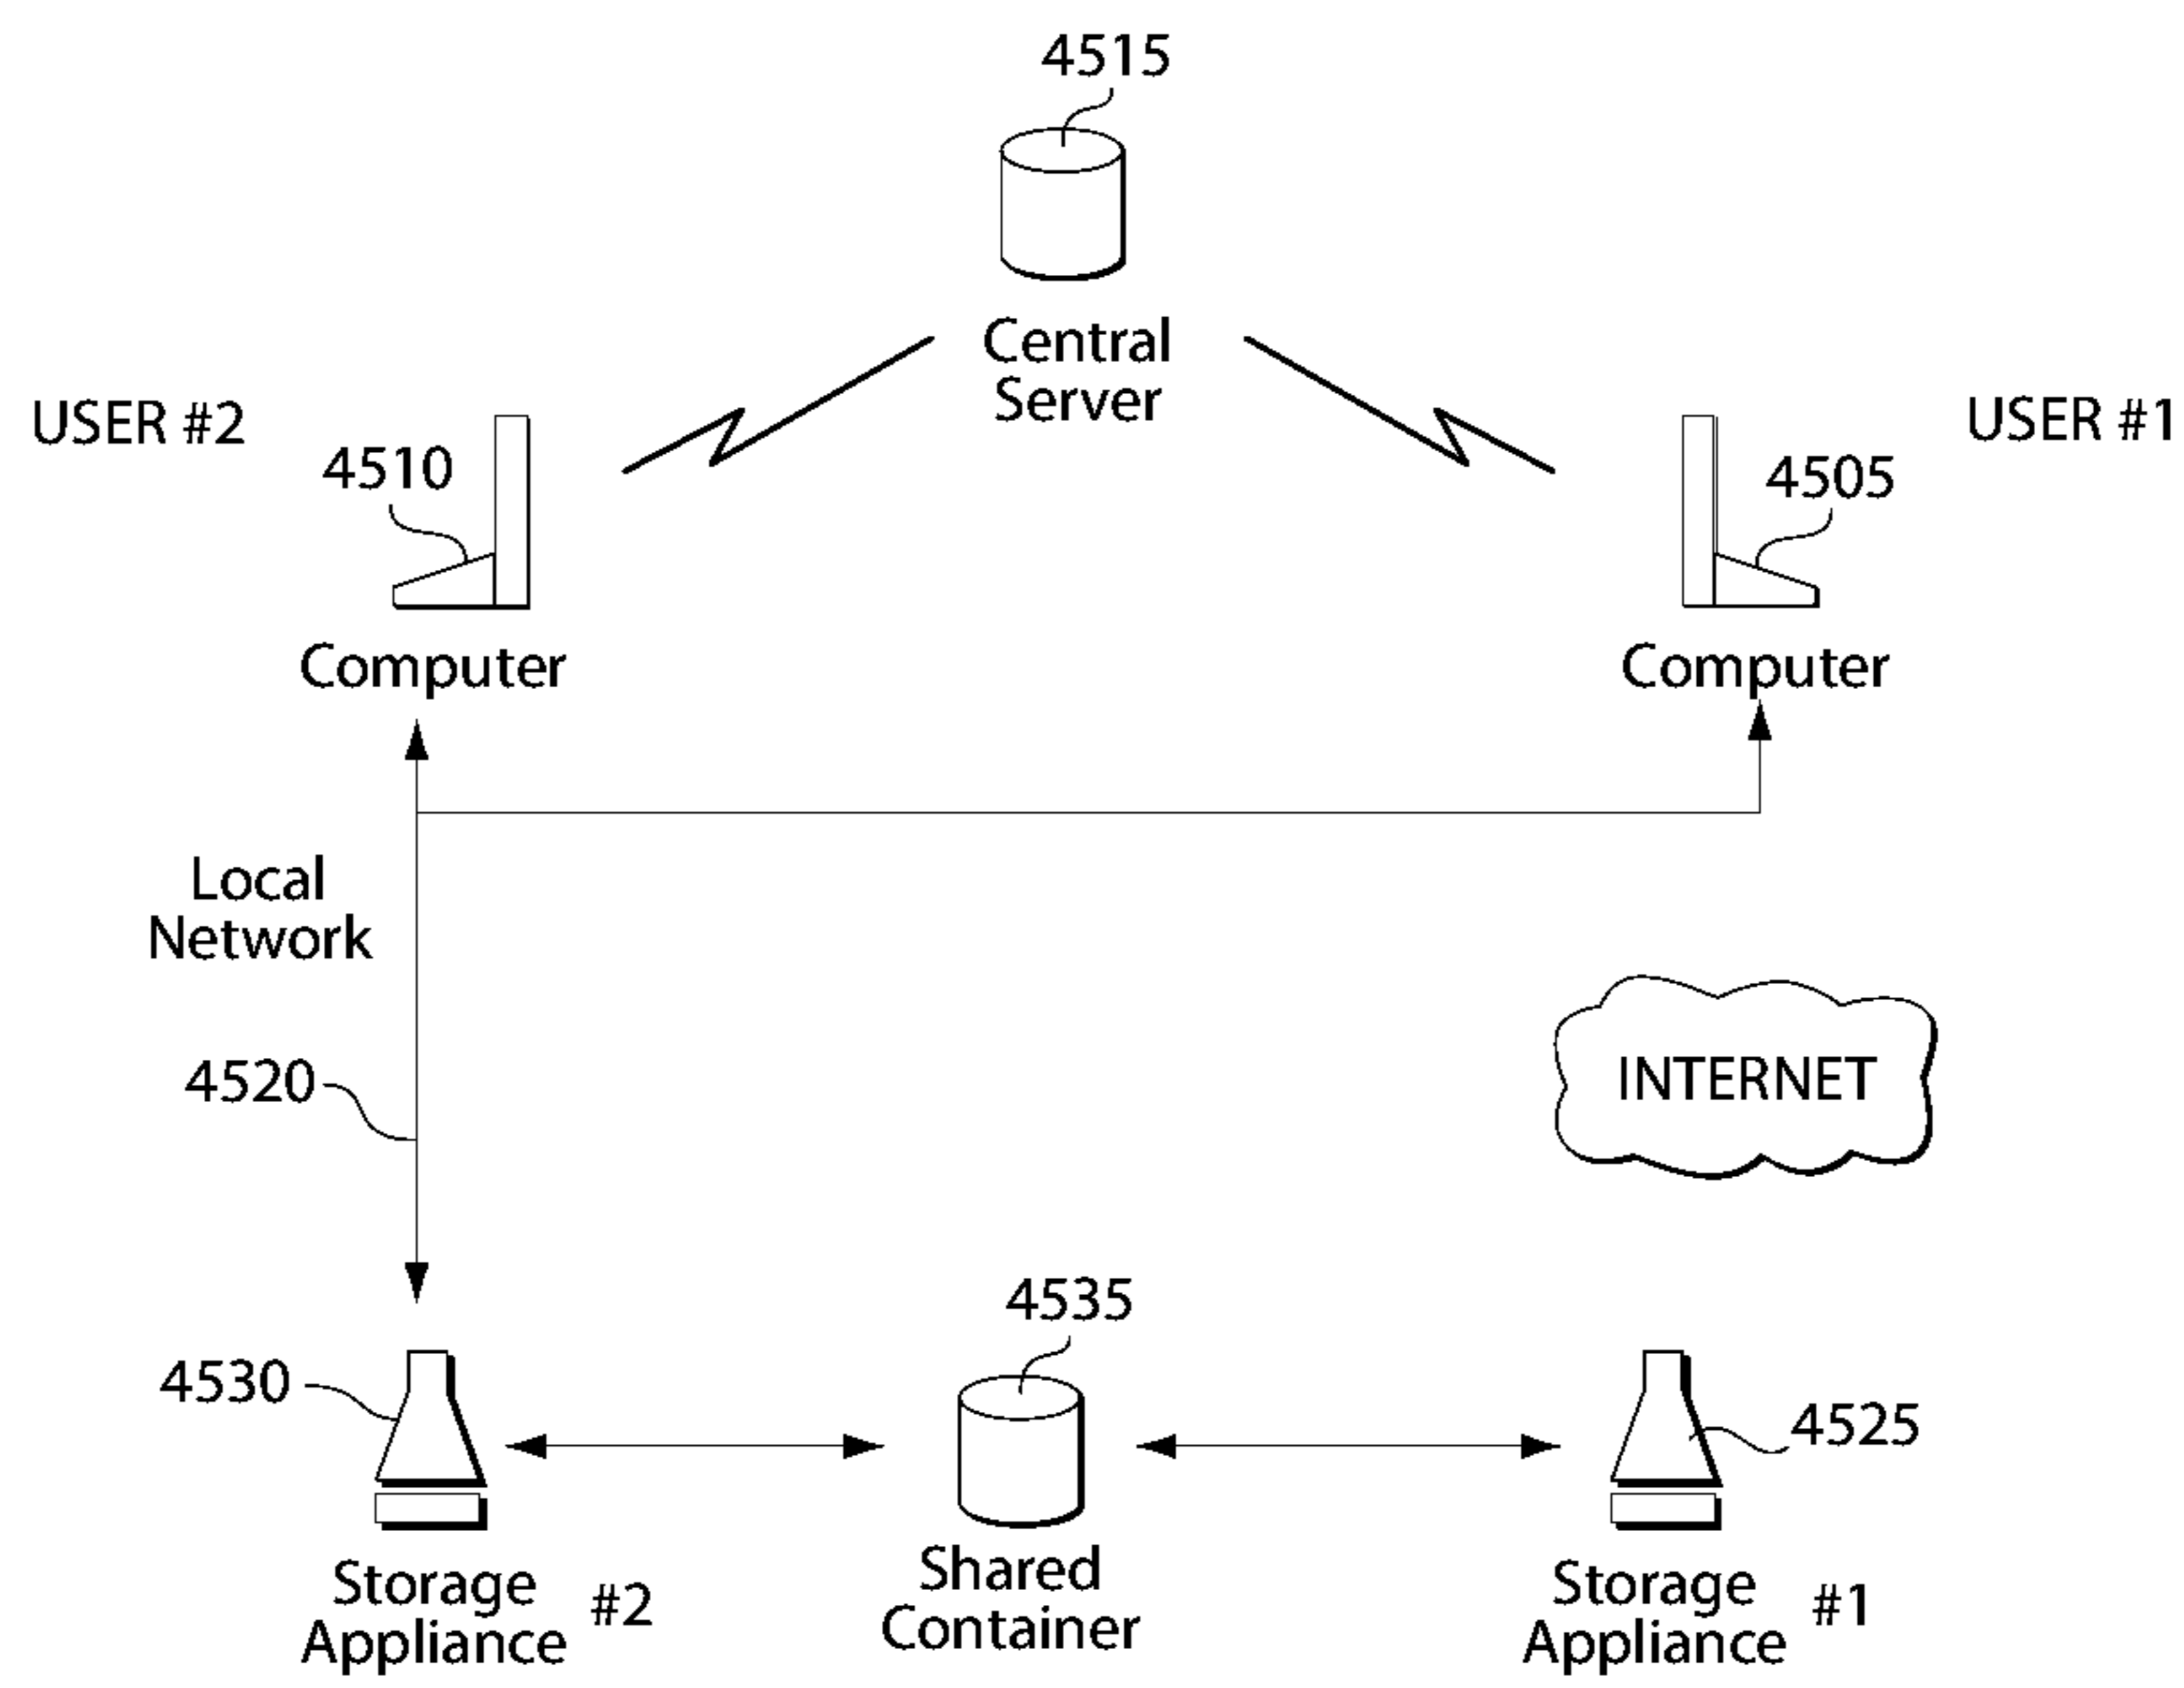 4515
Central
Server
USER #2
USER #1
4510
4505
Computer
Computer
Local
Network
INTERNET
4520
4535
4530
4525
Shared
Container
Storage
Appliance
#2
Storage
Appliance
#1